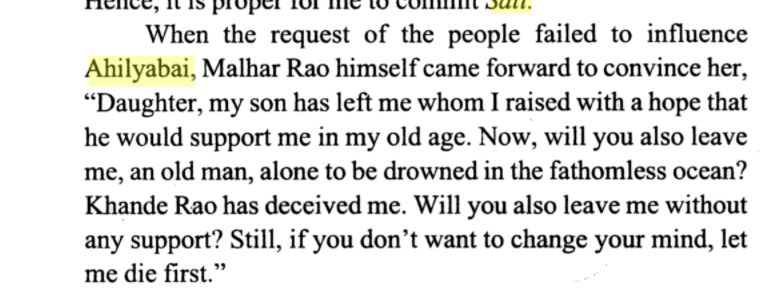 Hence, it is proper for me to commit Sati.
When the request of the people failed to influence
Ahilyabai, Malhar Rao himself came forward to convince her,
“Daughter, my son has left me whom I raised with a hope that
he would support me in my old age. Now, will you also leave
me, an old man, alone to be drowned in the fathomless ocean?
Khande Rao has deceived me. Will you also leave me without
any support? Still, if you don’t want to change your mind, let
me die first.”